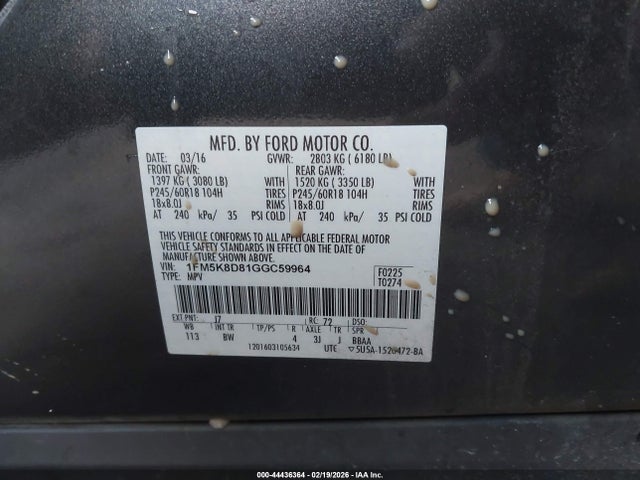 MFD. BY FORD MOTOR CO.
DATE: 03/16 GVWR: 2803 KG ( 6180 LB)
FRONT GAWR: REAR GAWR:
1397 KG ( 3080 LB) WITH 1520 KG ( 3350 LB) WITH
P245/60R18 104H TIRES P245/60R18 104H TIRES
18x8.0J RIMS 18x8.0J RIMS
AT 240 kPa/ 35 PSI COLD AT 240 kPa/ 35 PSI COLD
THIS VEHICLE CONFORMS TO ALL APPLICABLE FEDERAL MOTOR
VEHICLE SAFETY STANDARDS IN EFFECT ON THE DATE OF
MANUFACTURE SHOWN ABOVE.
VIN: 1FM5K8D81GGC59964 F0225
TYPE: MPV T0274
EXT PNT: J7 RC: 72 DSO:
WB INT TR TP/PS R AXLE TR SPR
113 BW 4 3J J BBAA
1201603105634 UTE ▽5U5A-1520472-BA
000-44436364 - 02/19/2026 - IAA Inc.